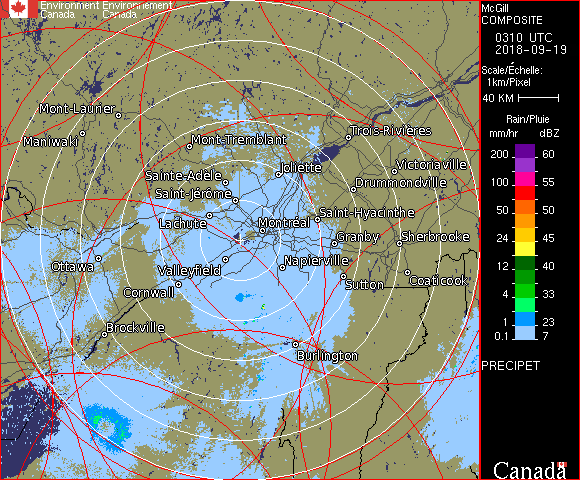 Environment Environnement
Canada Canada
McGill
COMPOSITE
0310 UTC
2018-09-19
Scale/Échelle:
1km/Pixel
40 KM
Rain/Pluie
mm/hr dBZ
200 60
100 55
50 50
24 45
12 40
4 33
1 23
0.1 7
PRECIPET
Canada
Mont-Laurier
Maniwaki
Mont-Tremblant
Trois-Rivières
Sainte-Adèle
Joliette
Victoriaville
Saint-Jérôme
Drummondville
Lachute
Saint-Hyacinthe
Montréal
Granby
Sherbrooke
Ottawa
Valleyfield
Napierville
Coaticook
Cornwall
Sutton
Brockville
Burlington